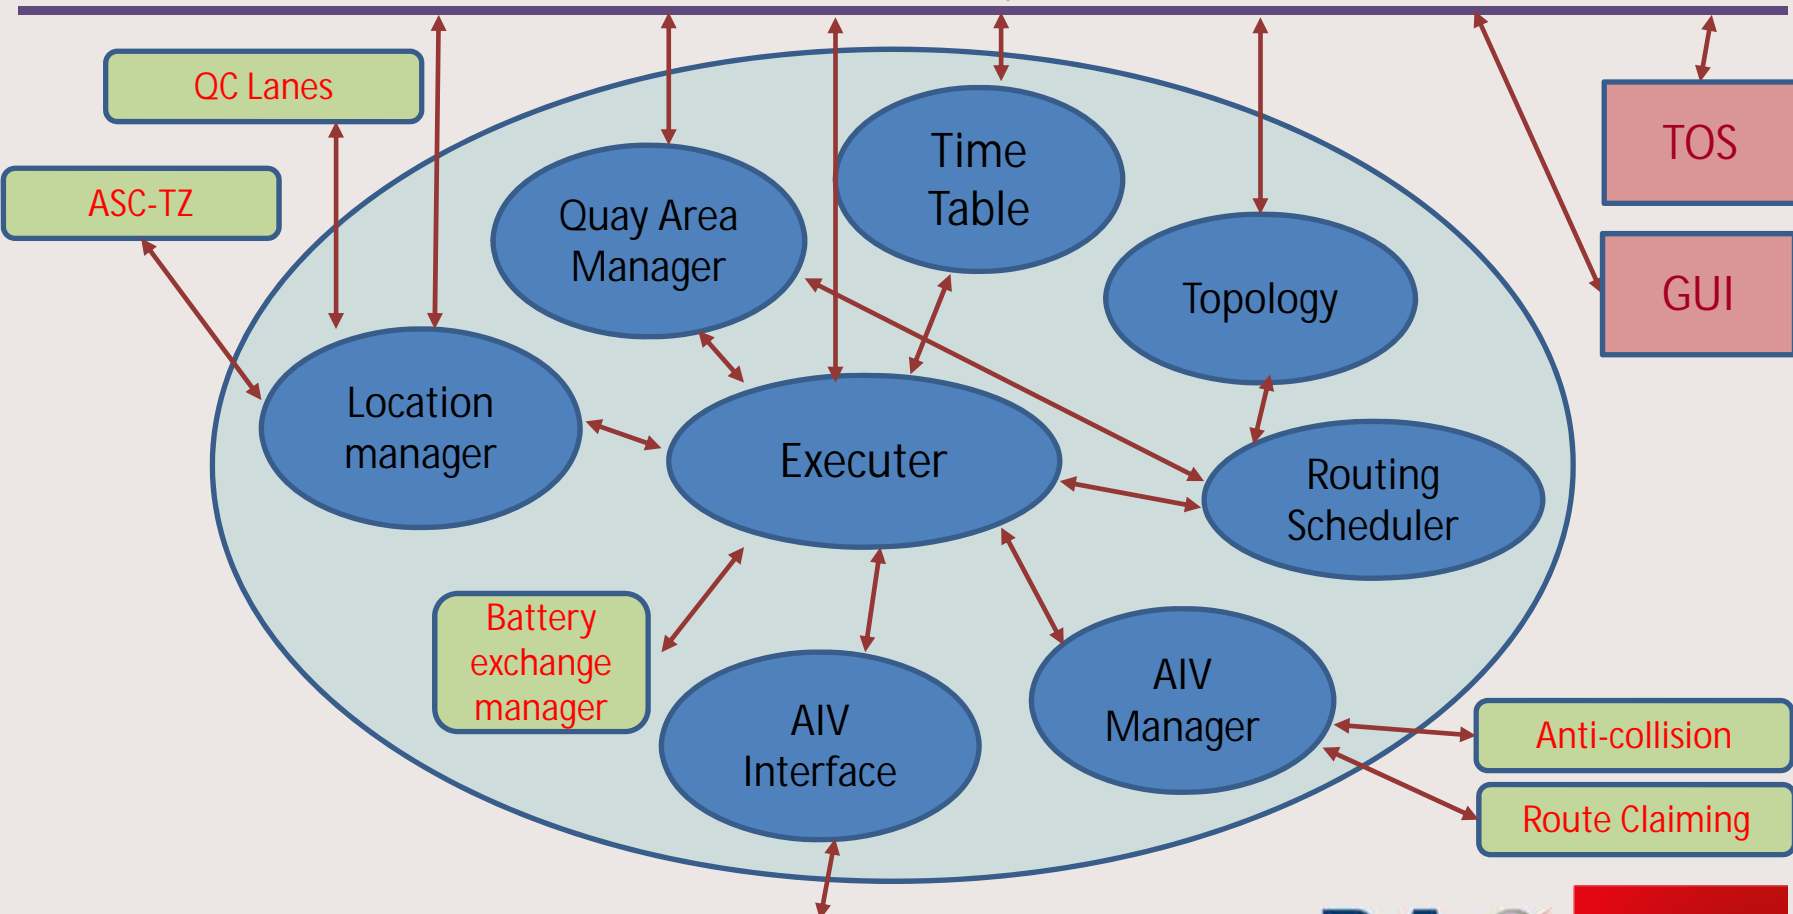 QC Lanes
ASC-TZ
Time
Table
TOS
Quay Area
Manager
Topology
GUI
Location
manager
Executer
Routing
Scheduler
Battery
exchange
manager
AIV
Interface
AIV
Manager
Anti-collision
Route Claiming